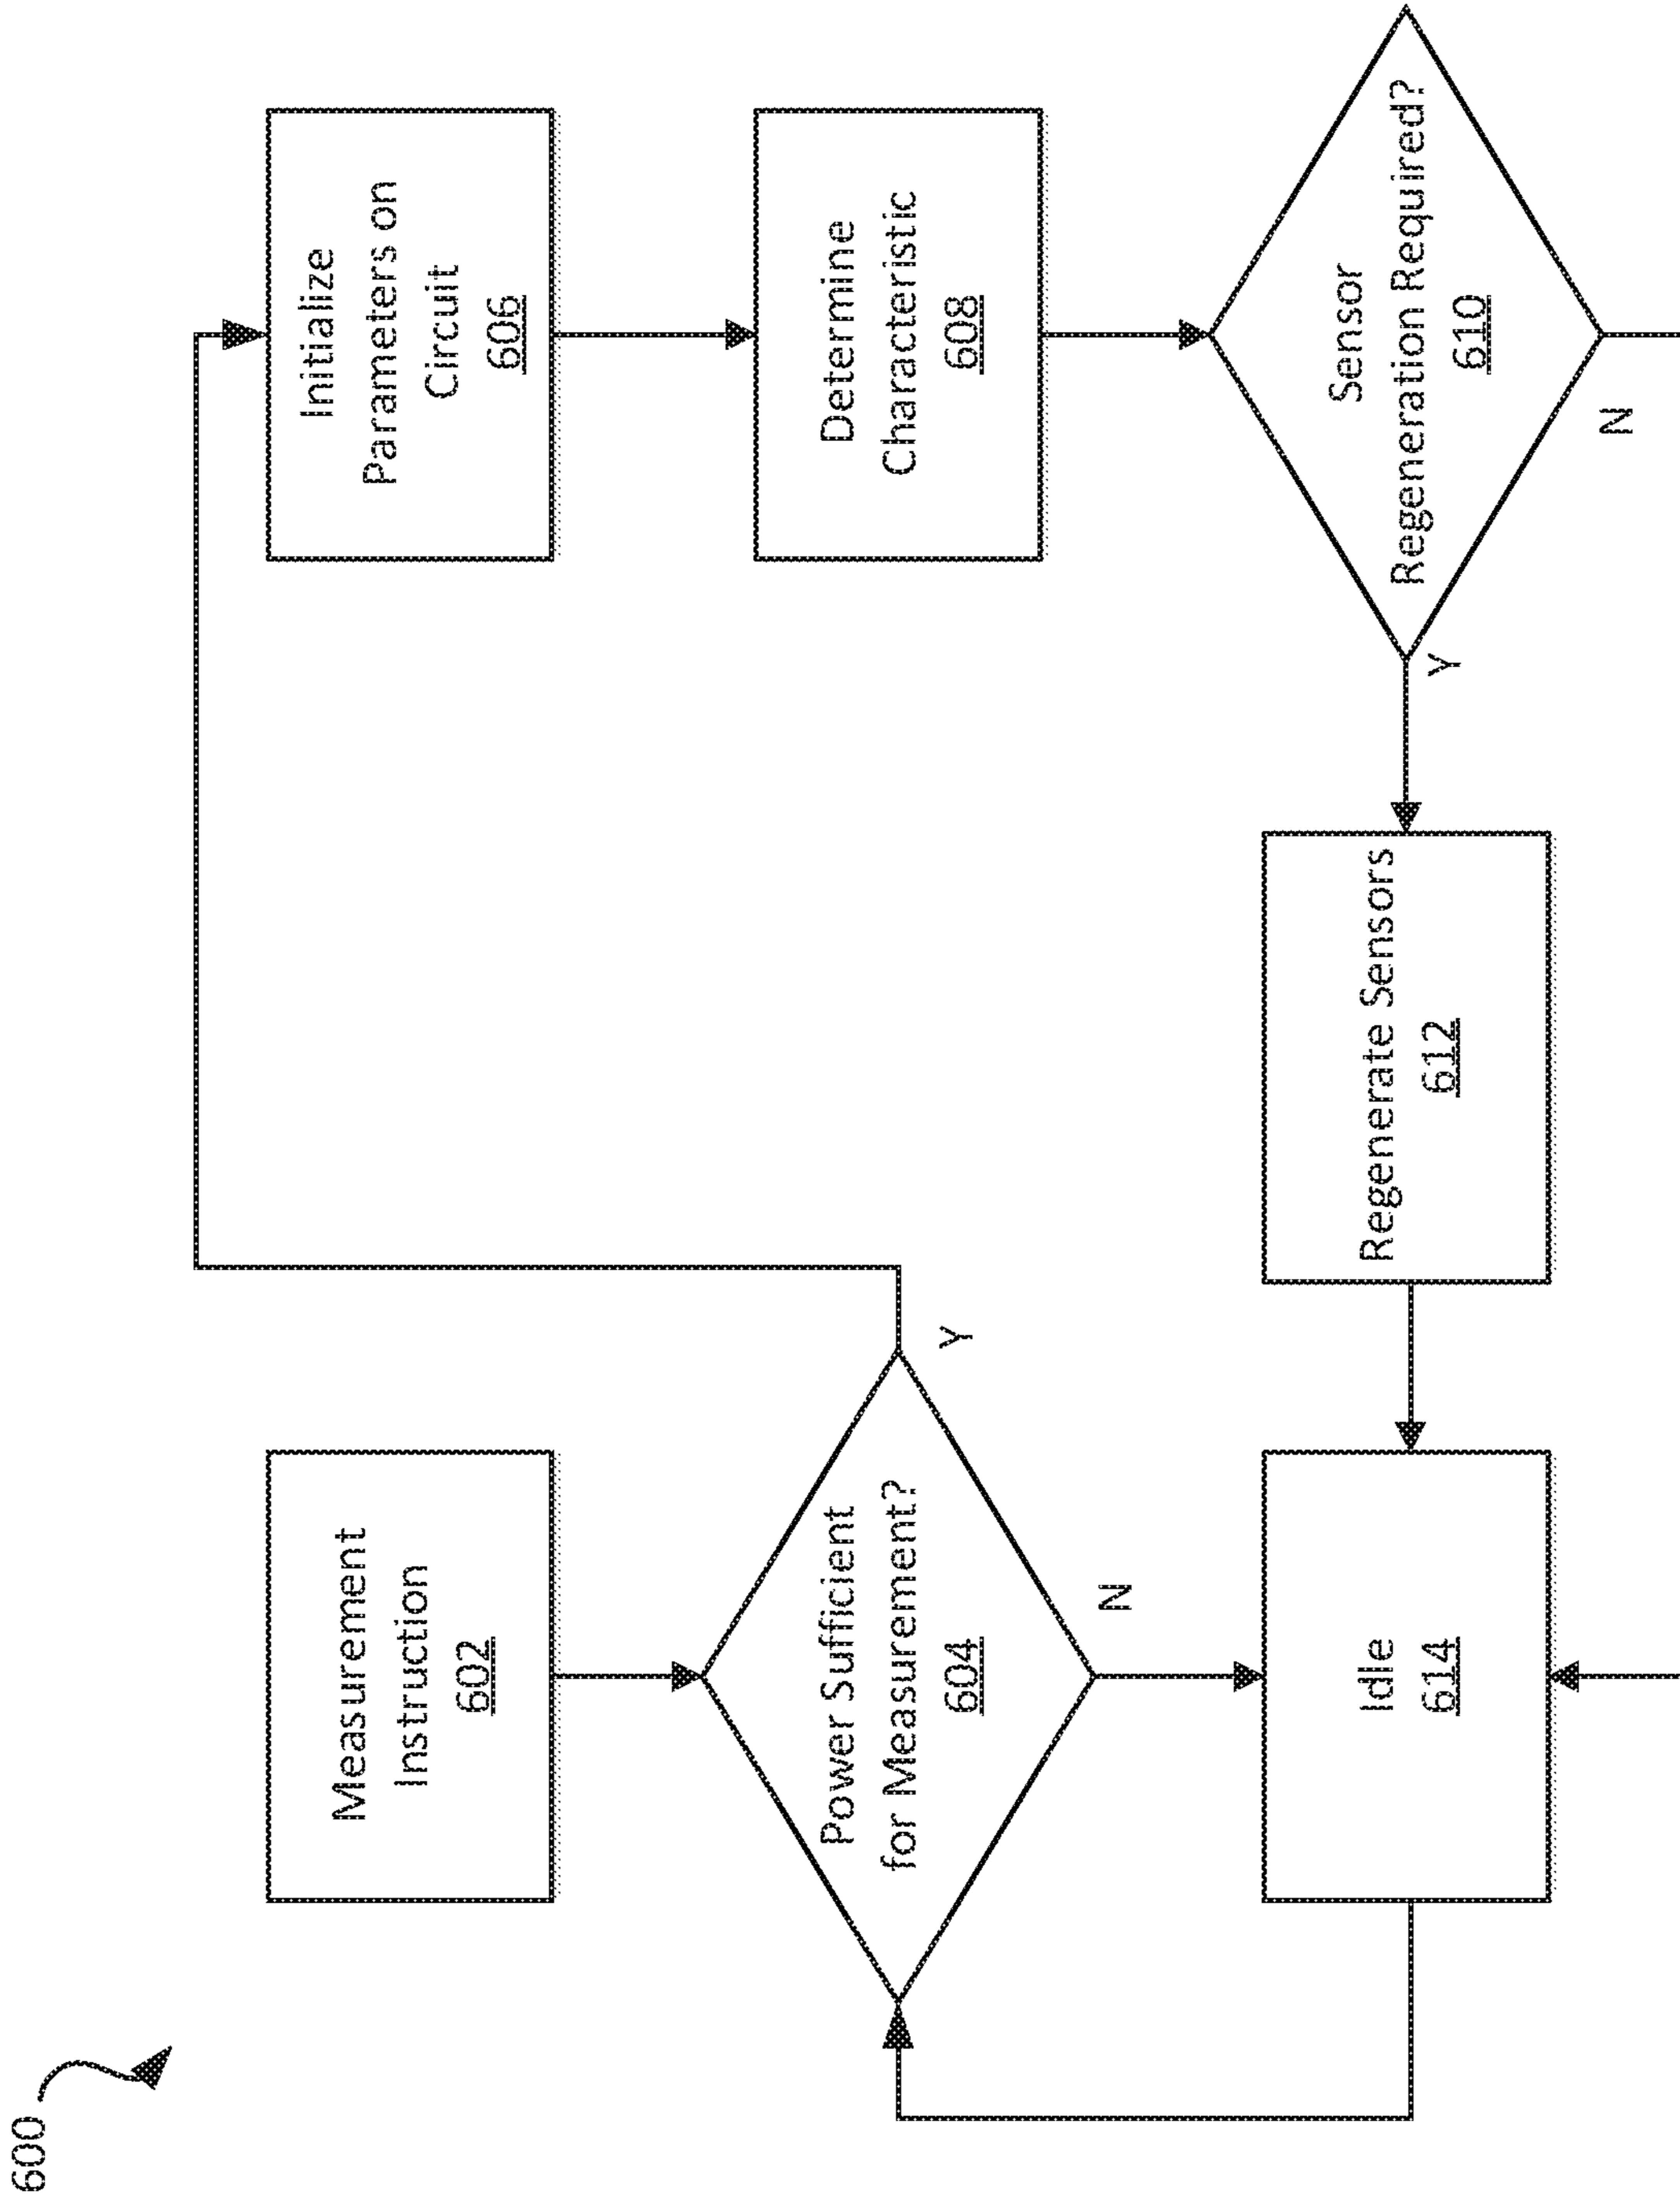 600
Measurement
Instruction
602
Power Sufficient
for Measurement?
604
Y
N
Initialize
Parameters on
Circuit
606
Determine
Characteristic
608
Sensor
Regeneration Required?
610
Y
N
Regenerate Sensors
612
Idle
614